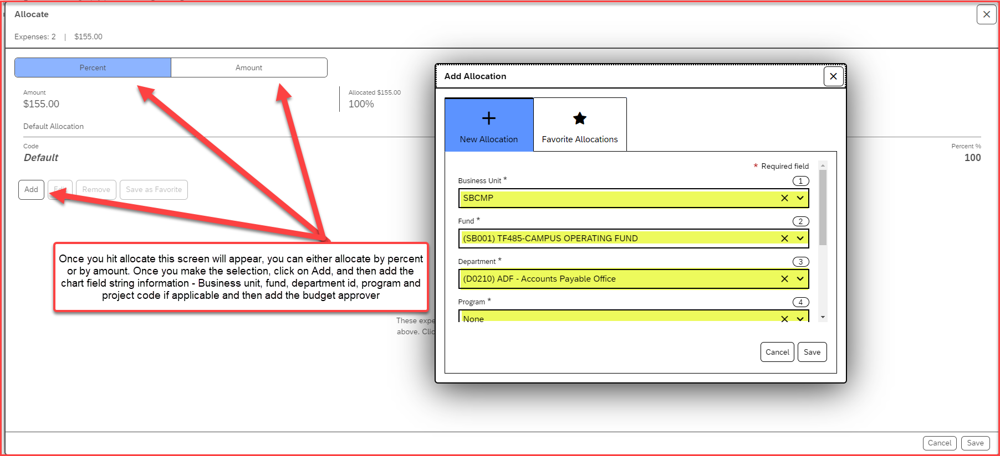 Allocate
Expenses: 2 | $155.00
Percent
Amount
Amount
$155.00
Allocated $155.00
100%
Default Allocation
Code
Default
Percent %
100
Add
Remove
Save as Favorite
Once you hit allocate this screen will appear, you can either allocate by percent
or by amount. Once you make the selection, click on Add, and then add the
chart field string information - Business unit, fund, department id, program and
project code if applicable and then add the budget approver
These expe
above. Clic
Add Allocation
New Allocation
Favorite Allocations
* Required field
Business Unit *
1
SBCMP
Fund *
2
(SB001) TF485-CAMPUS OPERATING FUND
Department *
3
(D0210) ADF - Accounts Payable Office
Program *
4
None
Cancel
Save
Cancel
Save